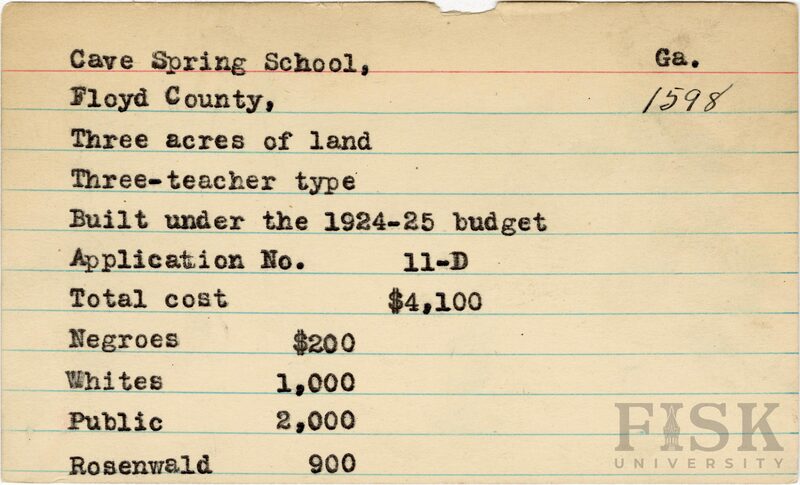 Cave Spring School, Ga.
Floyd County, 1598
Three acres of land
Three-teacher type
Built under the 1924-25 budget
Application No. 11-D
Total cost $4,100
Negroes $200
Whites 1,000
Public 2,000
Rosenwald 900
FISK
UNIVERSITY